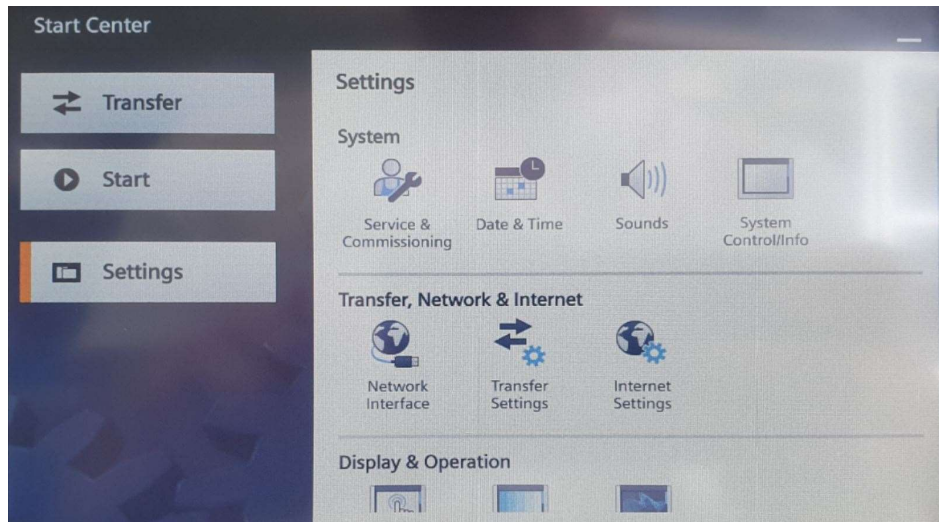 Start Center
Transfer
Start
Settings
Settings
System
Service &
Commissioning
Date & Time
Sounds
System
Control/Info
Transfer, Network & Internet
Network
Interface
Transfer
Settings
Internet
Settings
Display & Operation